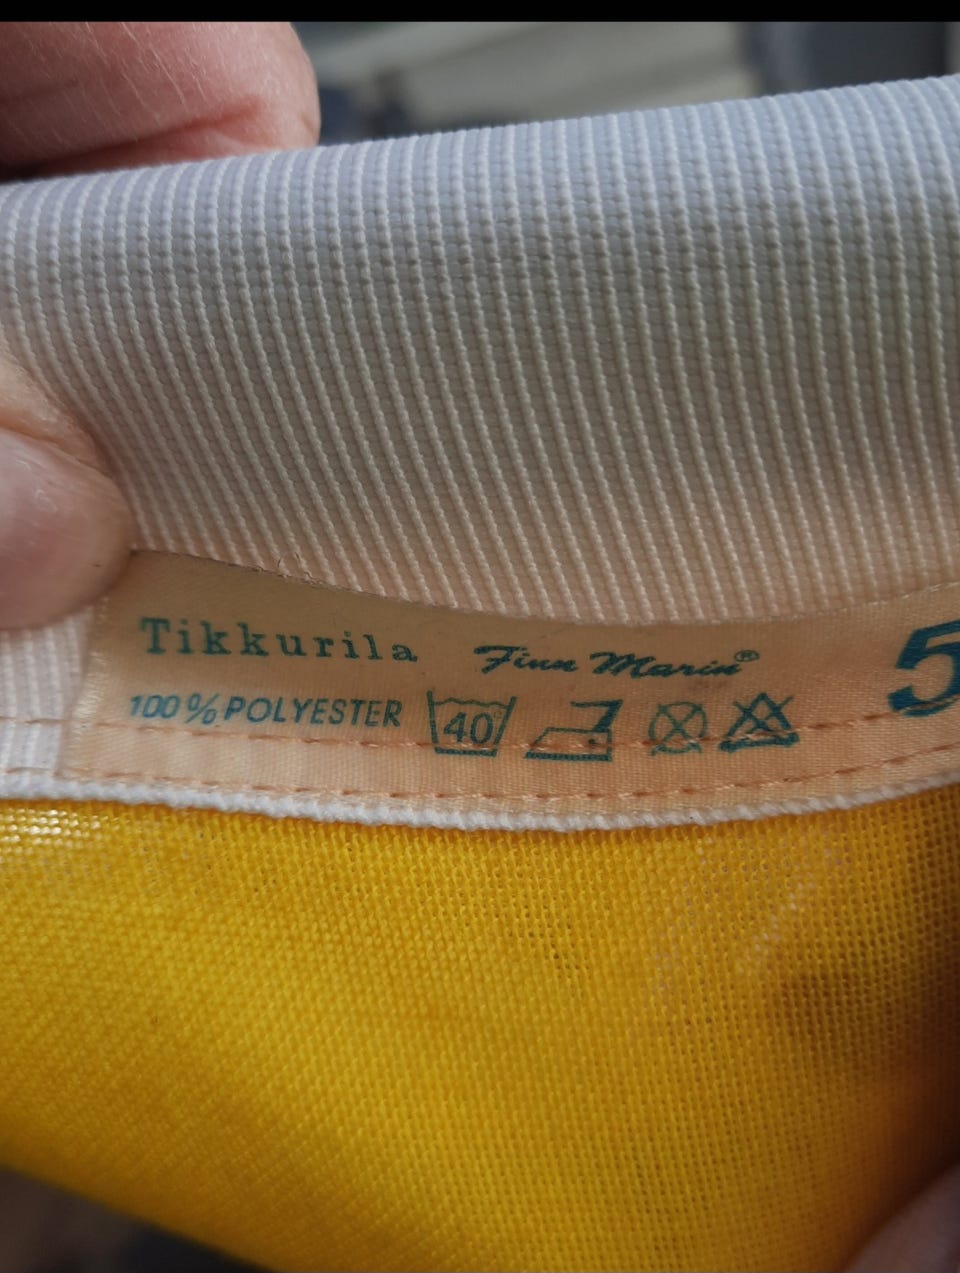 Tikkurila Finn Marin® 5
100% POLYESTER 40